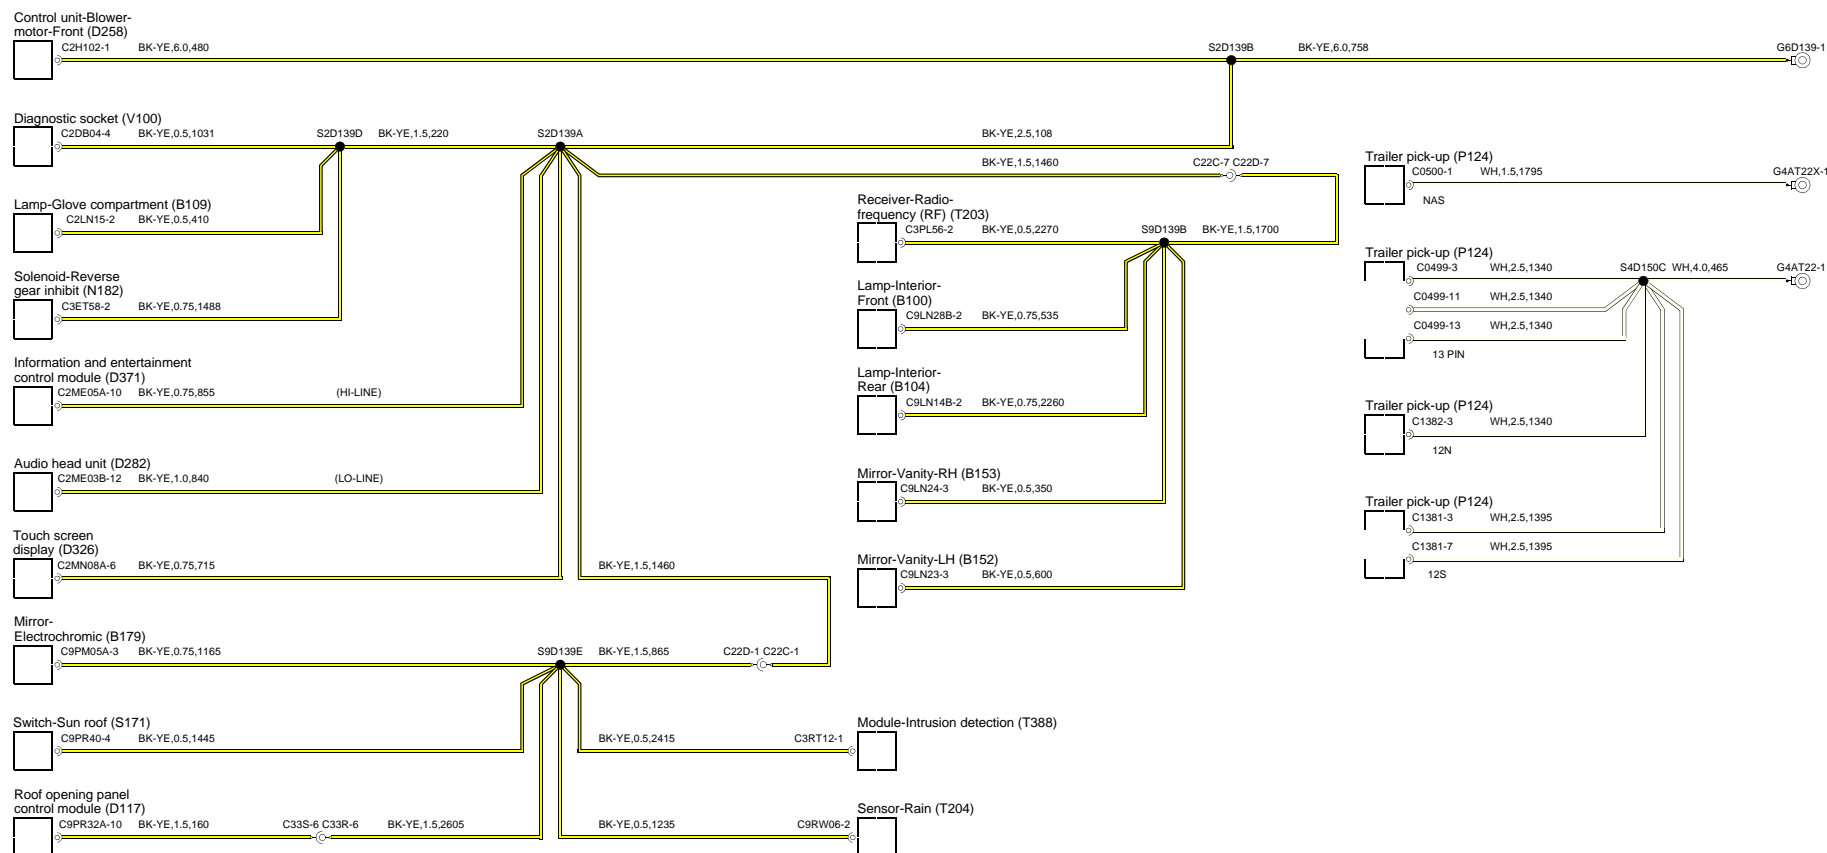 Control unit-Blower-
motor-Front (D258)
C2H102-1 BK-YE,6.0,480 S2D139B BK-YE,6.0,758 G6D139-1
Diagnostic socket (V100)
C2DB04-4 BK-YE,0.5,1031 S2D139D BK-YE,1.5,220 S2D139A BK-YE,2.5,108
BK-YE,1.5,1460 C22C-7 C22D-7
Lamp-Glove compartment (B109)
C2LN15-2 BK-YE,0.5,410
Solenoid-Reverse
gear inhibit (N182)
C3ET58-2 BK-YE,0.75,1488
Information and entertainment
control module (D371)
C2ME05A-10 BK-YE,0.75,855 (HI-LINE)
Audio head unit (D282)
C2ME03B-12 BK-YE,1.0,840 (LO-LINE)
Touch screen
display (D326)
C2MN08A-6 BK-YE,0.75,715 BK-YE,1.5,1460
Mirror-
Electrochromic (B179)
C9PM05A-3 BK-YE,0.75,1165 S9D139E BK-YE,1.5,865 C22D-1 C22C-1
Switch-Sun roof (S171)
C9PR40-4 BK-YE,0.5,1445 BK-YE,0.5,2415 C3RT12-1
Module-Intrusion detection (T388)
Roof opening panel
control module (D117)
C9PR32A-10 BK-YE,1.5,160 C33S-6 C33R-6 BK-YE,1.5,2605 BK-YE,0.5,1235 C9RW06-2
Sensor-Rain (T204)
Receiver-Radio-
frequency (RF) (T203)
C3PL56-2 BK-YE,0.5,2270 S9D139B BK-YE,1.5,1700
Lamp-Interior-
Front (B100)
C9LN28B-2 BK-YE,0.75,535
Lamp-Interior-
Rear (B104)
C9LN14B-2 BK-YE,0.75,2260
Mirror-Vanity-RH (B153)
C9LN24-3 BK-YE,0.5,350
Mirror-Vanity-LH (B152)
C9LN23-3 BK-YE,0.5,600
Trailer pick-up (P124)
C0500-1 WH,1.5,1795 G4AT22X-1
NAS
Trailer pick-up (P124)
C0499-3 WH,2.5,1340 S4D150C WH,4.0,465 G4AT22-1
C0499-11 WH,2.5,1340
C0499-13 WH,2.5,1340
13 PIN
Trailer pick-up (P124)
C1382-3 WH,2.5,1340
12N
Trailer pick-up (P124)
C1381-3 WH,2.5,1395
C1381-7 WH,2.5,1395
12S